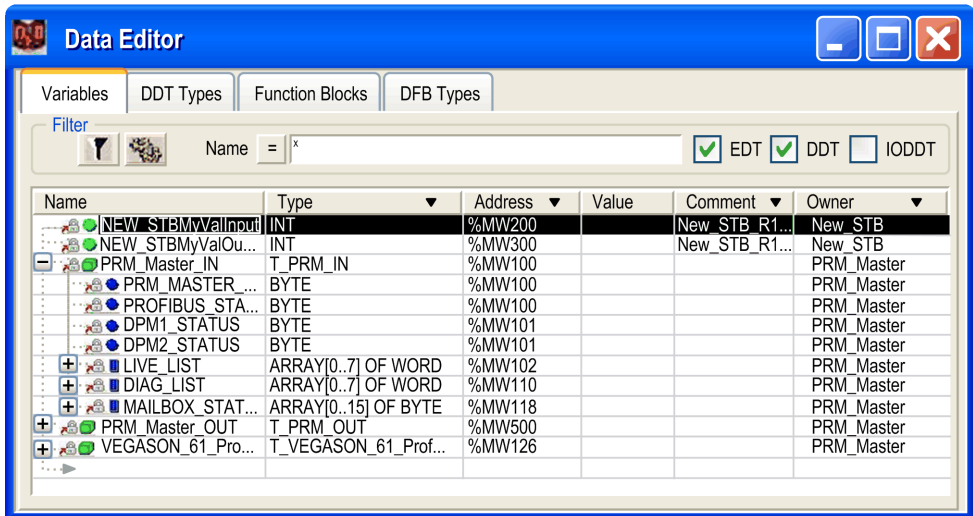 Data Editor
Variables DDT Types Function Blocks DFB Types
Filter
Name = x EDT DDT IODDT
Name Type Address Value Comment Owner
NEW_STBMyValInput INT %MW200 New_STB_R1... New_STB
NEW_STBMyValOu... INT %MW300 New_STB_R1... New_STB
PRM_Master_IN T_PRM_IN %MW100 PRM_Master
PRM_MASTER_... BYTE %MW100 PRM_Master
PROFIBUS_STA... BYTE %MW100 PRM_Master
DPM1_STATUS BYTE %MW101 PRM_Master
DPM2_STATUS BYTE %MW101 PRM_Master
LIVE_LIST ARRAY[0..7] OF WORD %MW102 PRM_Master
DIAG_LIST ARRAY[0..7] OF WORD %MW110 PRM_Master
MAILBOX_STAT... ARRAY[0..15] OF BYTE %MW118 PRM_Master
PRM_Master_OUT T_PRM_OUT %MW500 PRM_Master
VEGASON_61_Pro... T_VEGASON_61_Prof... %MW126 PRM_Master